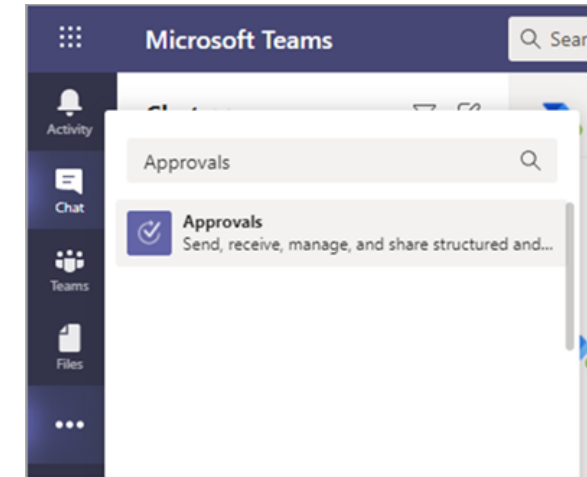 Microsoft Teams
Sear
Activity
Approvals
Chat
Approvals
Send, receive, manage, and share structured and...
Teams
Files